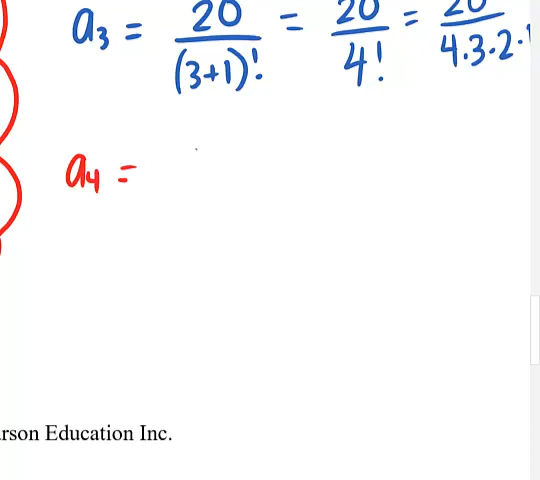 a₃ = 20/(3+1)! = 20/4! = 20/4·3·2·
a₄ =
rson Education Inc.